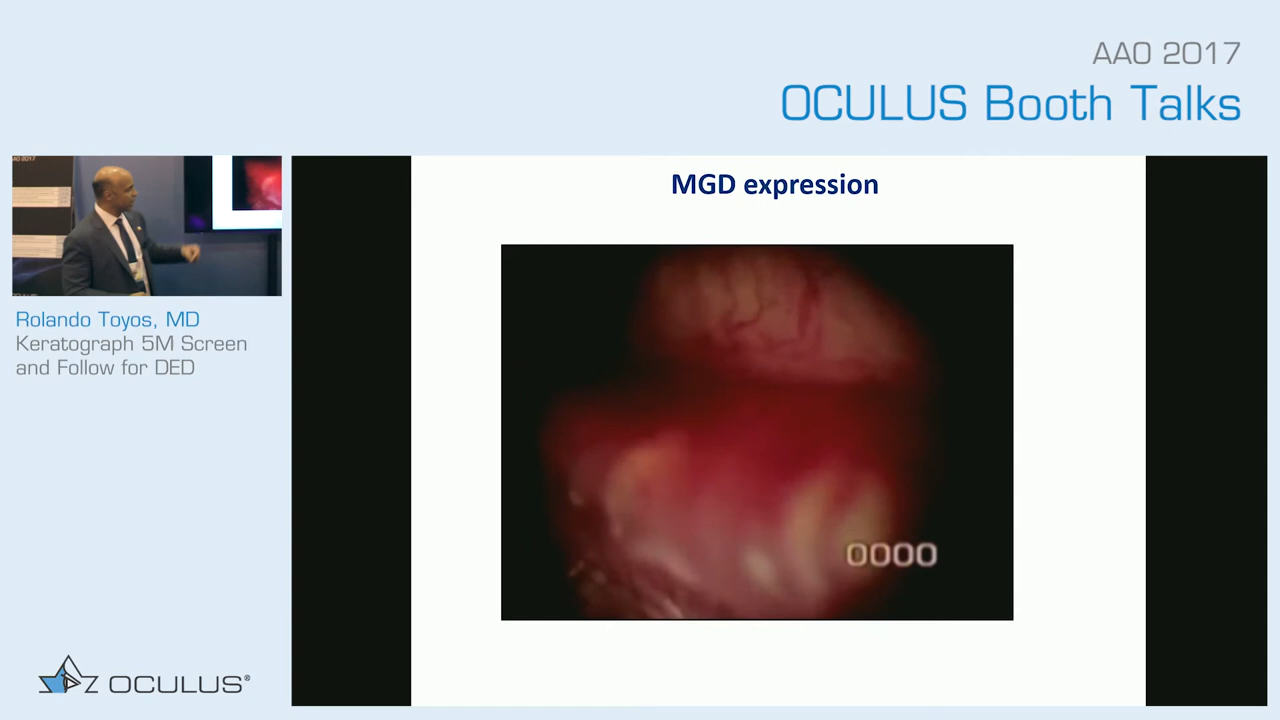 AAO 2017
OCULUS Booth Talks
MGD expression
0000
Rolando Toyos, MD
Keratograph 5M Screen
and Follow for DED
OCULUS®